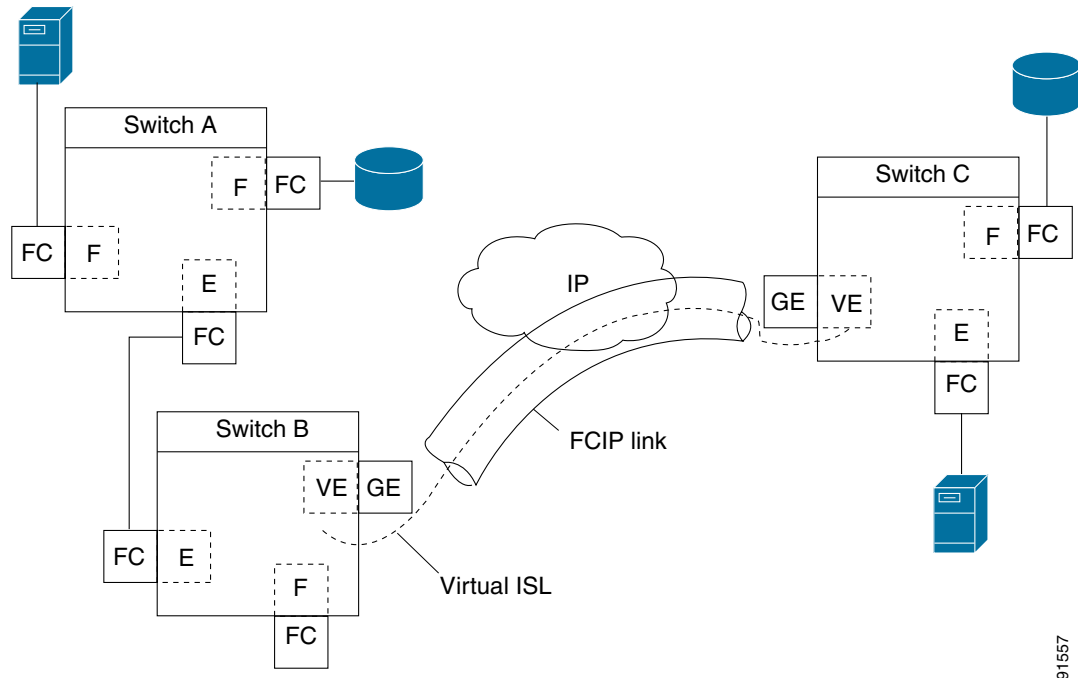 Switch A
F
FC
FC
F
E
FC
Switch B
VE
GE
FC
E
F
FC
IP
FCIP link
Virtual ISL
Switch C
F
FC
GE
VE
E
FC
91557